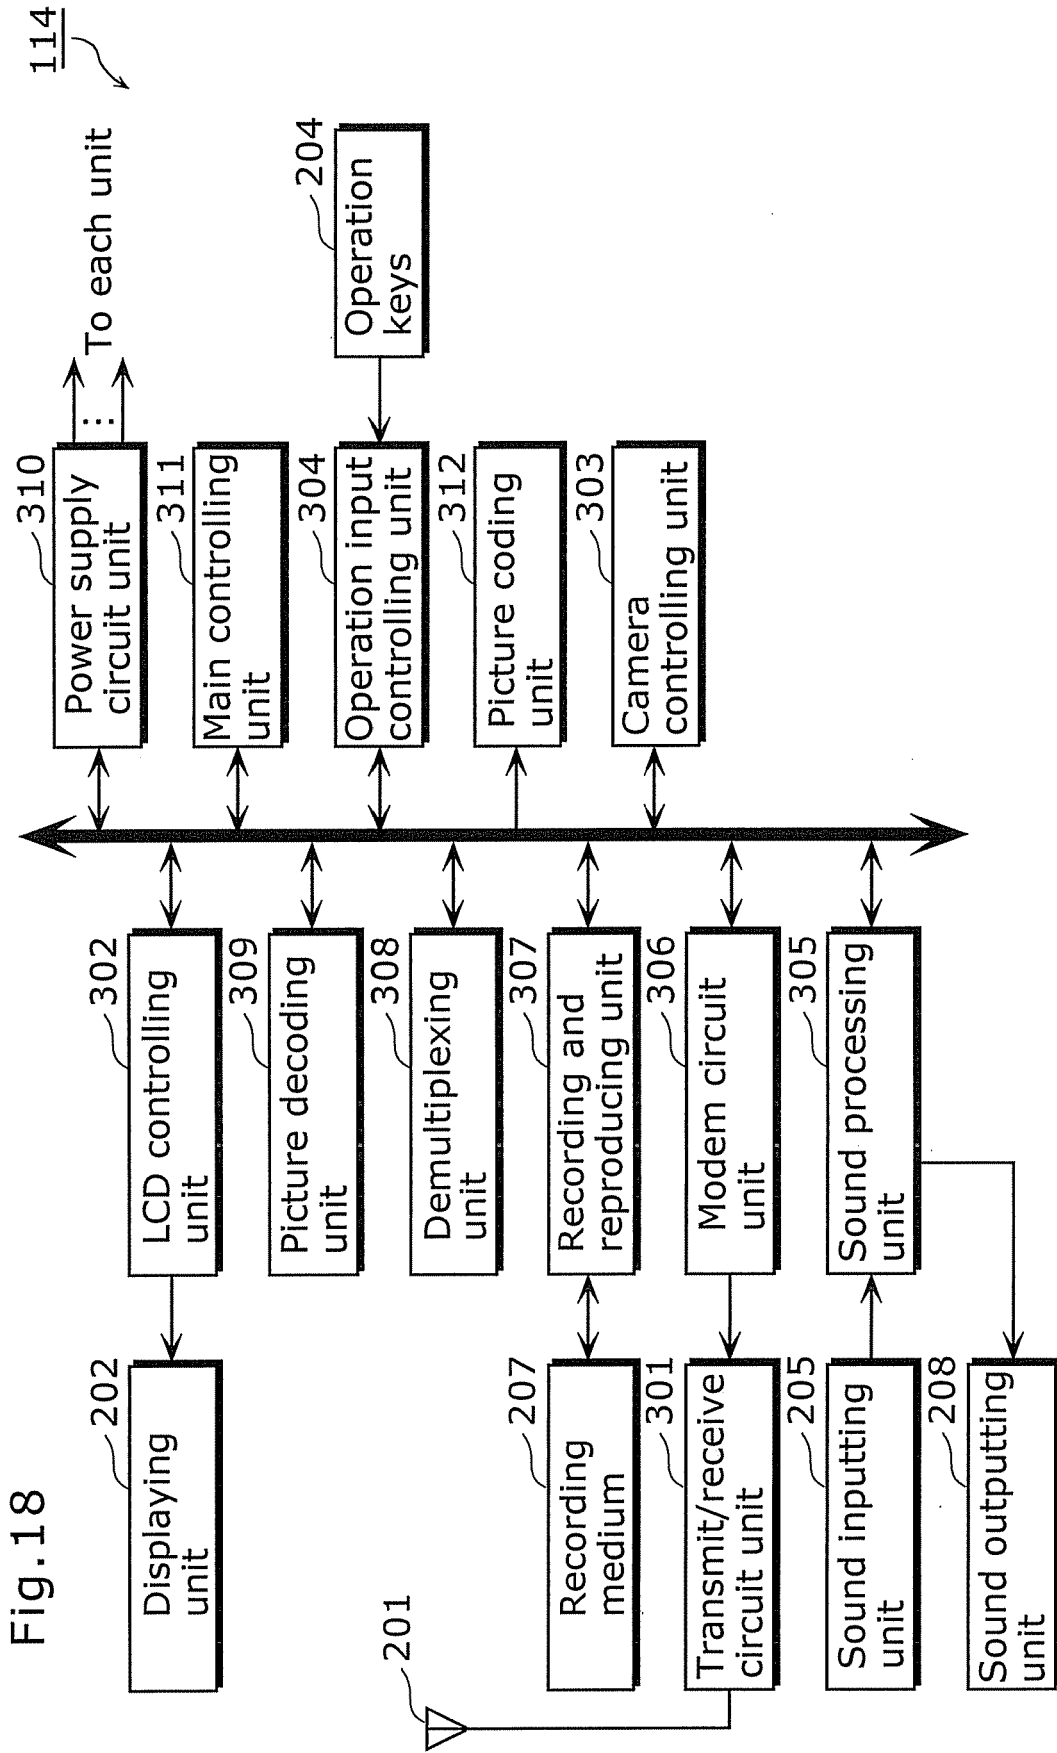 Fig.18
114
202
Displaying
unit
302
LCD controlling
unit
310
Power supply
circuit unit
To each unit
⋮
309
Picture decoding
unit
311
Main controlling
unit
308
Demultiplexing
unit
304
Operation input
controlling unit
204
Operation
keys
201
207
Recording
medium
307
Recording and
reproducing unit
312
Picture coding
unit
301
Transmit/receive
circuit unit
306
Modem circuit
unit
303
Camera
controlling unit
205
Sound inputting
unit
305
Sound processing
unit
208
Sound outputting
unit